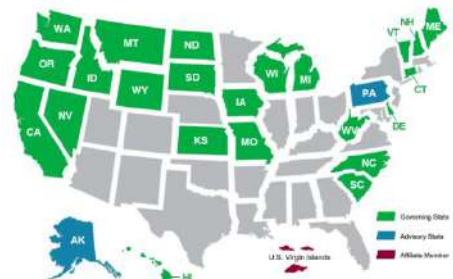 WA
MT
ND
NH
VT
ME
OR
ID
SD
WI
MI
WY
IA
PA
CT
NV
CA
KS
MO
WV
DE
NC
SC
AK
HI
U.S. Virgin Islands
Governing State
Advisory State
Affiliate Member